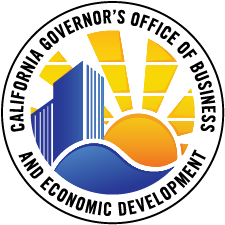 CALIFORNIA GOVERNOR'S OFFICE OF BUSINESS
AND ECONOMIC DEVELOPMENT